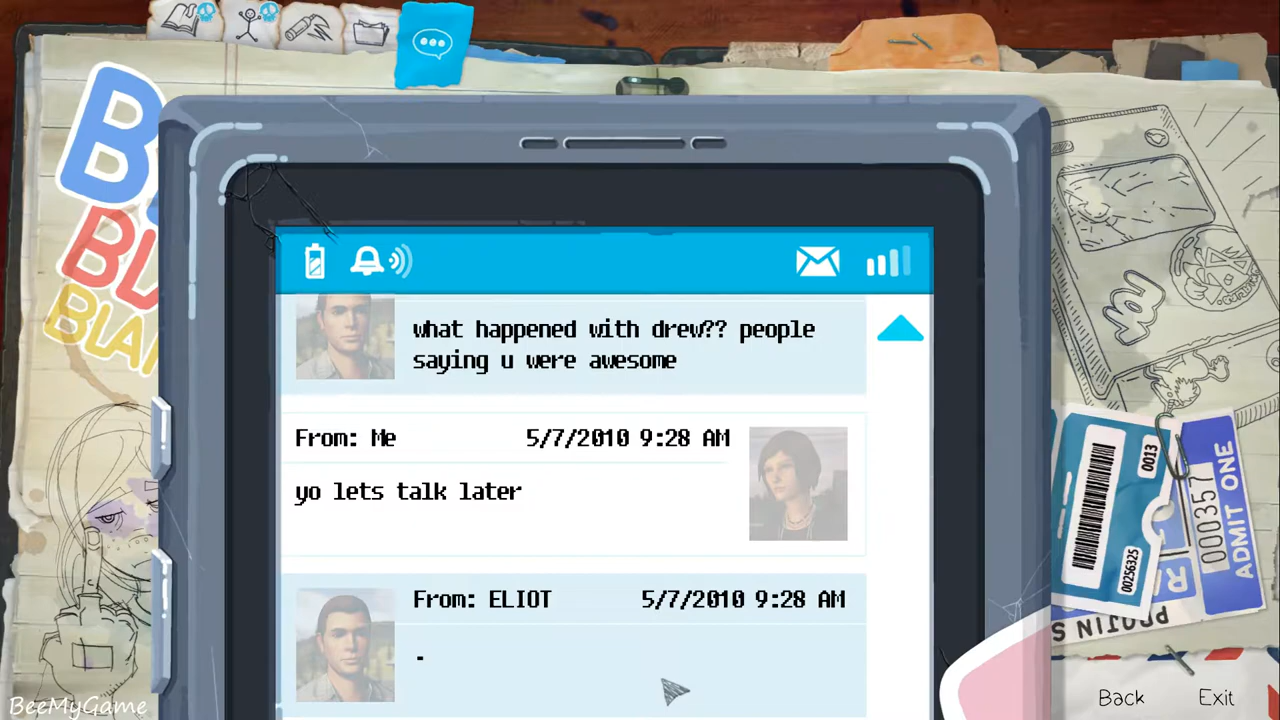 what happened with drew?? people
saying u were awesome
From: Me 5/7/2010 9:28 AM
yo lets talk later
From: ELIOT 5/7/2010 9:28 AM
-
0013
00256325
000357
ADMIT ONE
Back
Exit
BeeMyGame